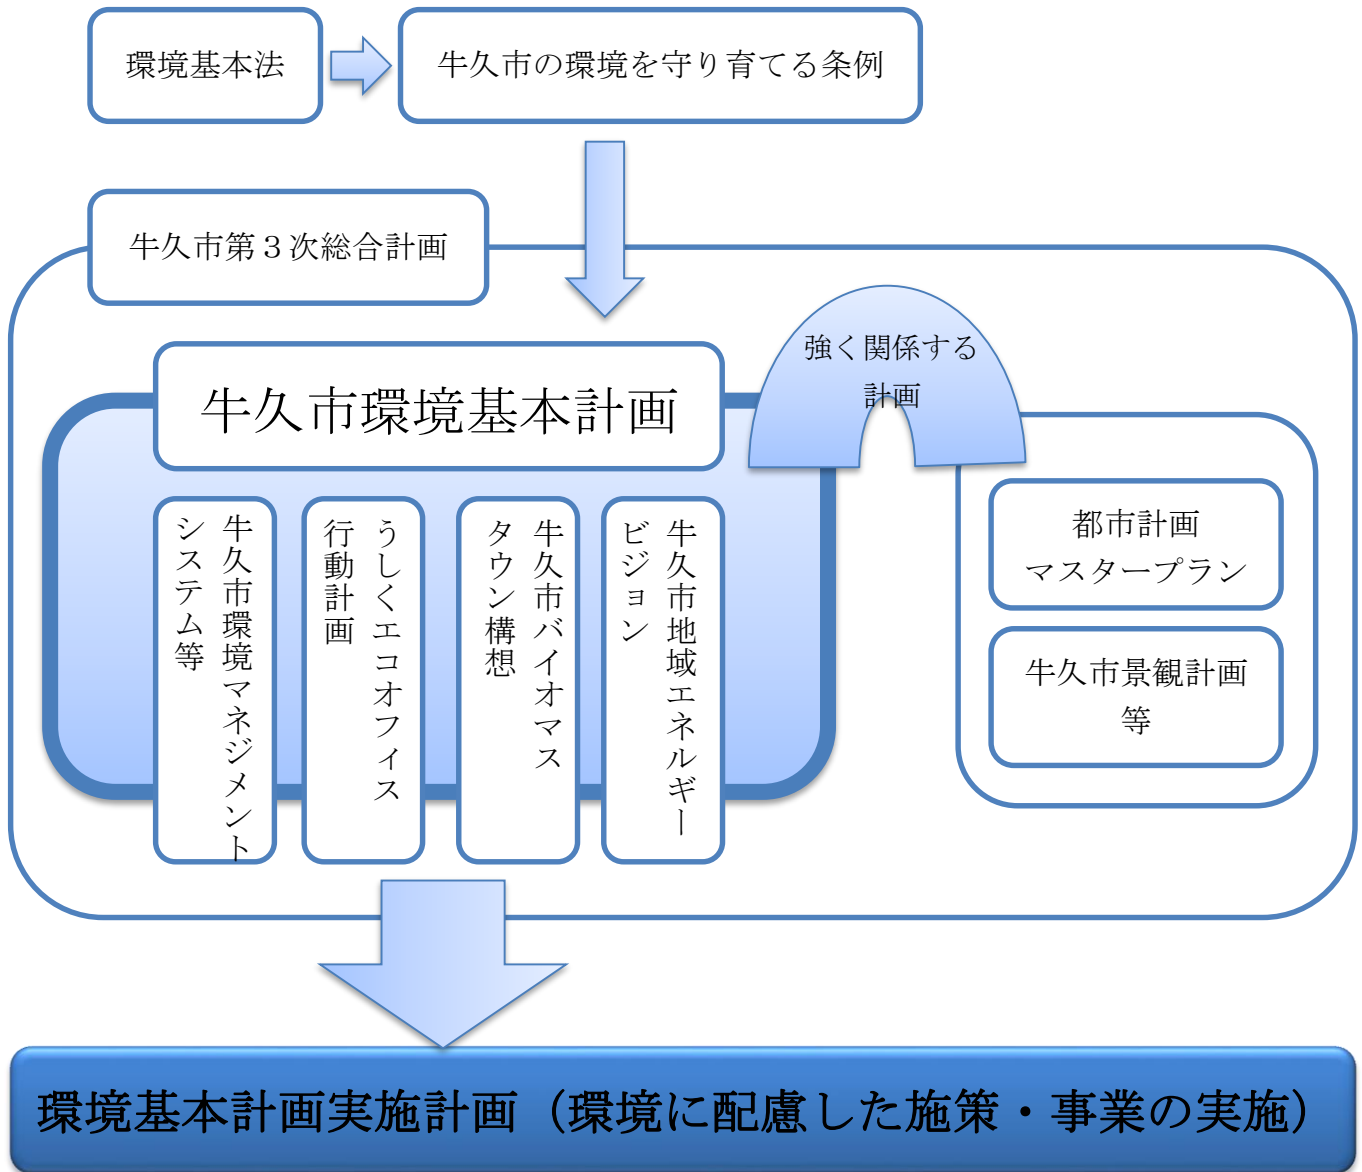 環境基本法
牛久市の環境を守り育てる条例
牛久市第３次総合計画
強く関係する
計画
牛久市環境基本計画
牛久市環境マネジメント
システム等
うしくエコオフィス
行動計画
牛久市バイオマス
タウン構想
牛久市地域エネルギー
ビジョン
都市計画
マスタープラン
牛久市景観計画
等
環境基本計画実施計画（環境に配慮した施策・事業の実施）